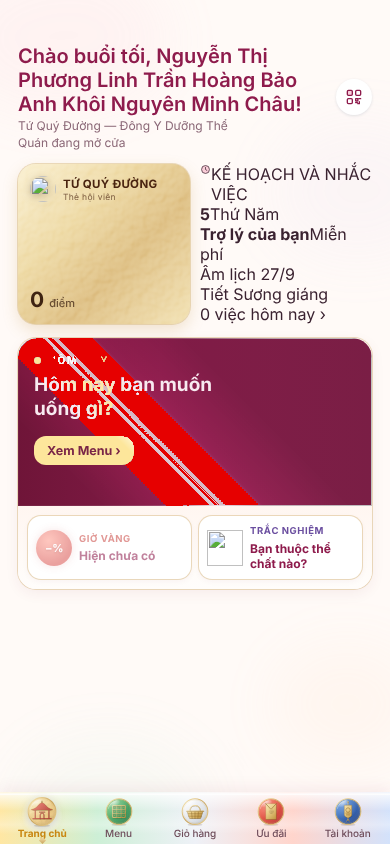 Chào buổi tối, Nguyễn Thị
Phương Linh Trần Hoàng Bảo
Anh Khôi Nguyên Minh Châu!
Tứ Quý Đường — Đông Y Dưỡng Thể
Quán đang mở cửa
TỨ QUÝ ĐƯỜNG
Thẻ hội viên
0 điểm
KẾ HOẠCH VÀ NHẮC
VIỆC
5Thứ Năm
Trợ lý của bạnMiễn
phí
Âm lịch 27/9
Tiết Sương giáng
0 việc hôm nay ›
Hôm nay bạn muốn
uống gì?
Xem Menu ›
–%
GIỜ VÀNG
Hiện chưa có
TRẮC NGHIỆM
Bạn thuộc thể
chất nào?
Trang chủ
Menu
Giỏ hàng
Ưu đãi
Tài khoản